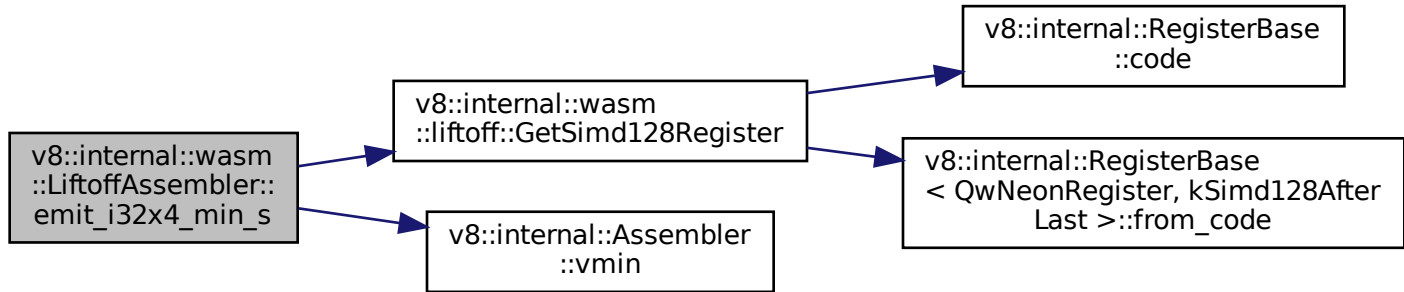 v8::internal::wasm
::LiftoffAssembler::
emit_i32x4_min_s
v8::internal::wasm
::liftoff::GetSimd128Register
v8::internal::Assembler
::vmin
v8::internal::RegisterBase
::code
v8::internal::RegisterBase
< QwNeonRegister, kSimd128After
Last >::from_code